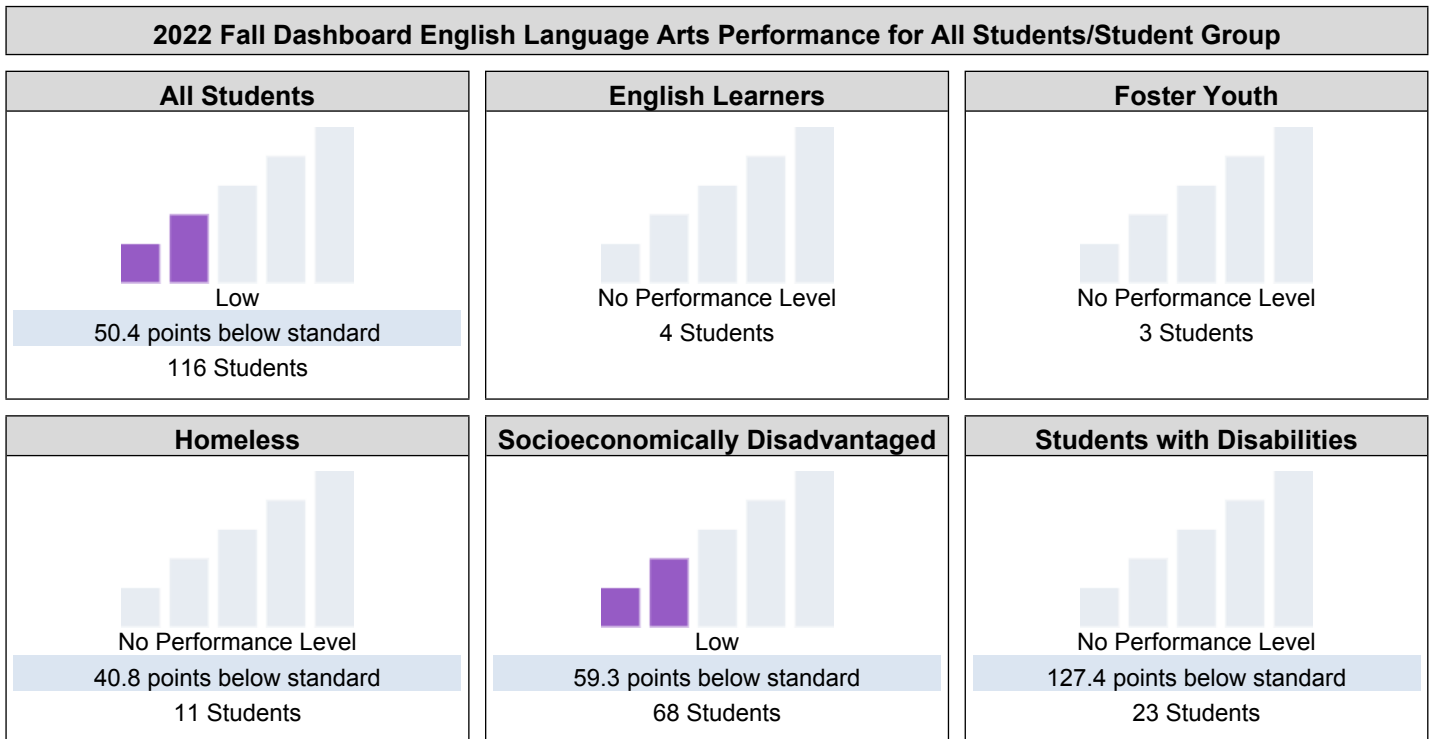 2022 Fall Dashboard English Language Arts Performance for All Students/Student Group
All Students
Low
50.4 points below standard
116 Students
English Learners
No Performance Level
4 Students
Foster Youth
No Performance Level
3 Students
Homeless
No Performance Level
40.8 points below standard
11 Students
Socioeconomically Disadvantaged
Low
59.3 points below standard
68 Students
Students with Disabilities
No Performance Level
127.4 points below standard
23 Students